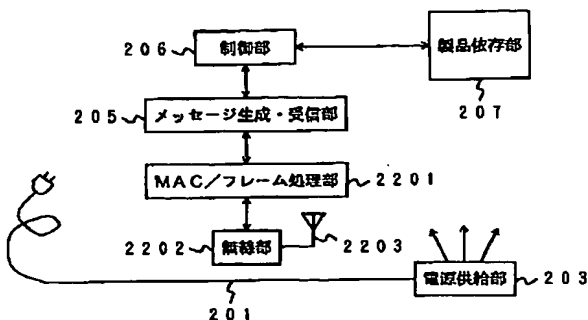 206
制御部
製品依存部
205
メッセージ生成・受信部
207
MAC/フレーム処理部
2201
2202
無線部
2203
電源供給部
203
201